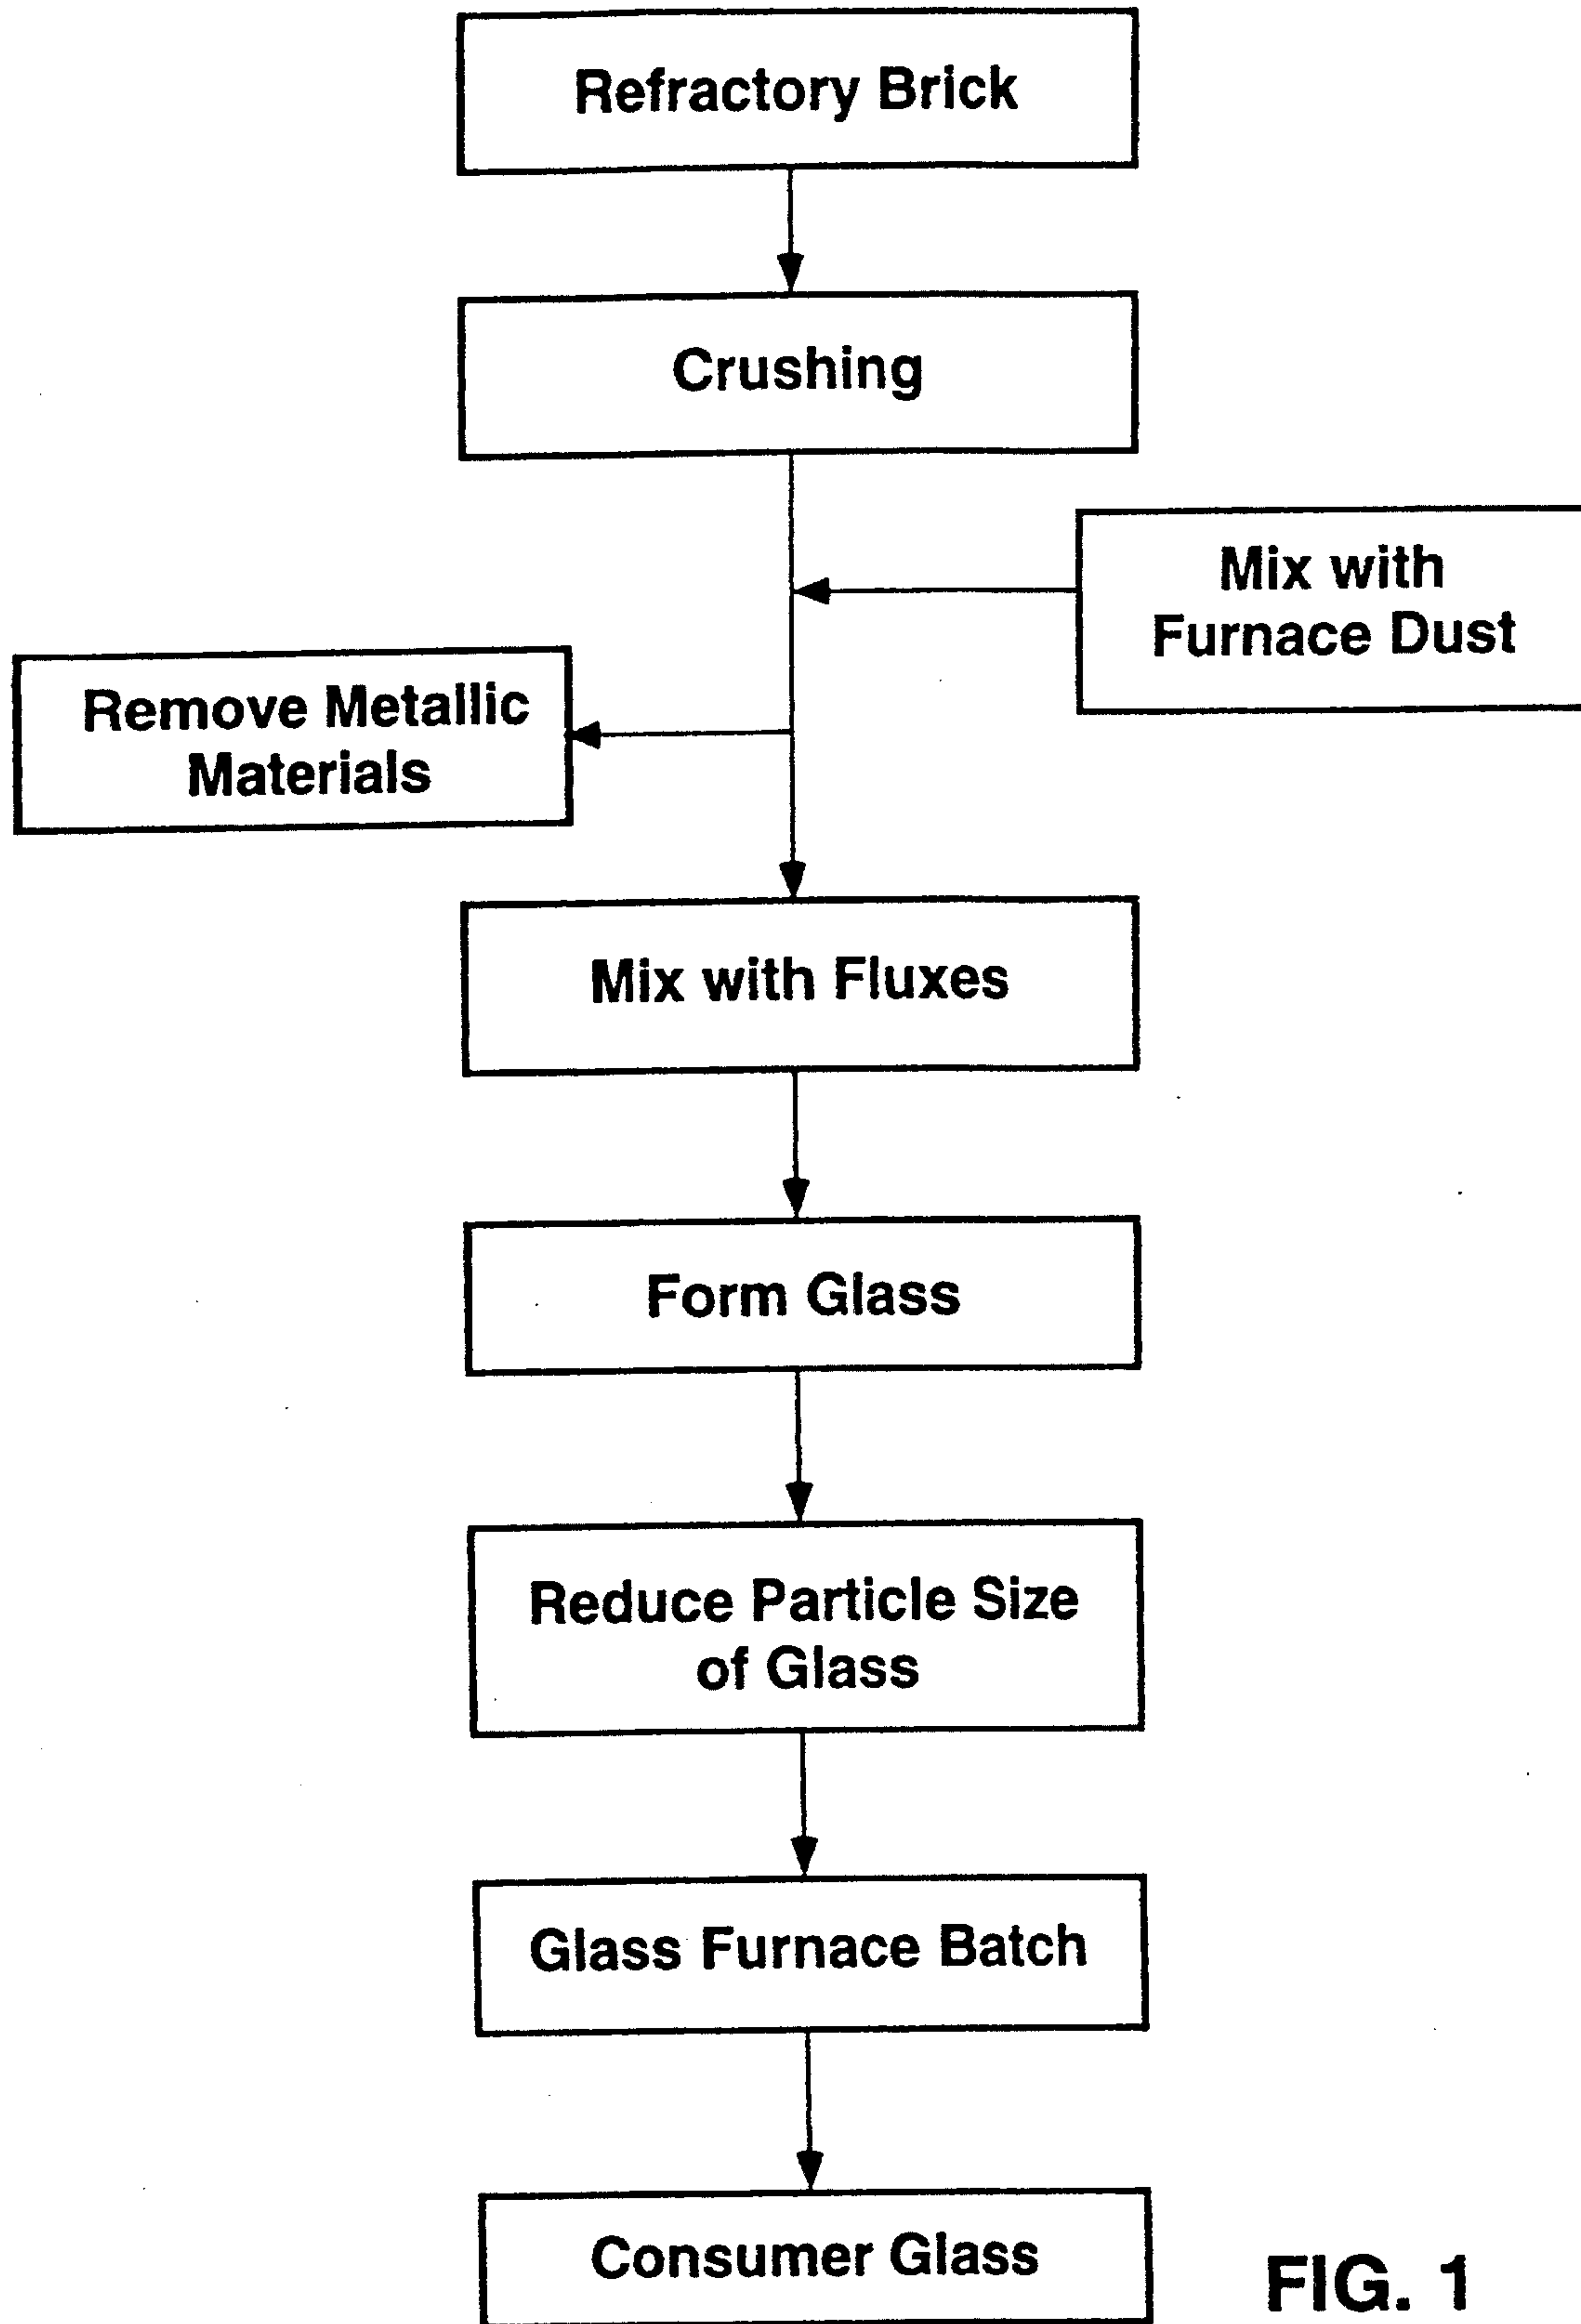 Refractory Brick
Crushing
Mix with
Furnace Dust
Remove Metallic
Materials
Mix with Fluxes
Form Glass
Reduce Particle Size
of Glass
Glass Furnace Batch
Consumer Glass
FIG. 1